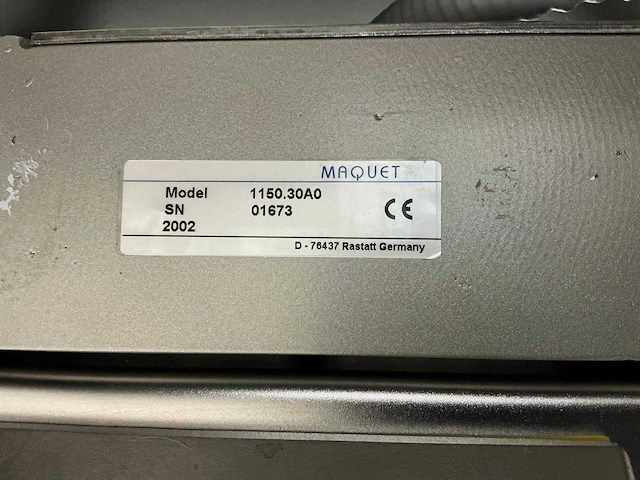 MAQUET
Model 1150.30A0
SN 01673
2002
CE
D - 76437 Rastatt Germany